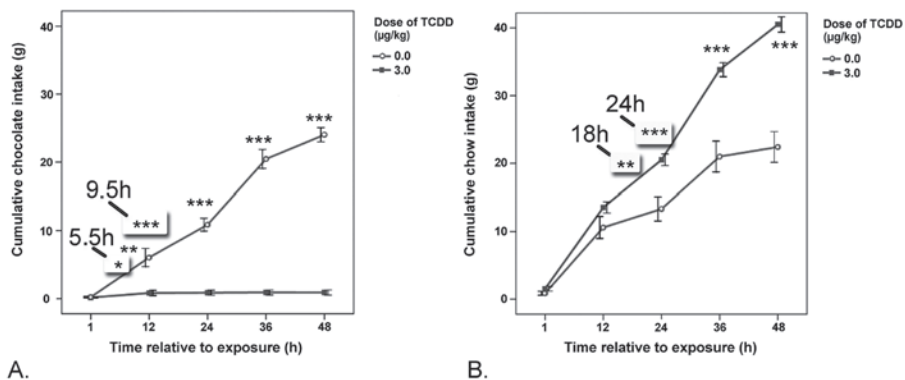 40
30
20
10
0
Cumulative chocolate intake (g)
9.5h
5.5h
***
**
*
***
***
***
1 12 24 36 48
Time relative to exposure (h)
Dose of TCDD
(µg/kg)
0.0
3.0
A.
40
30
20
10
0
Cumulative chow intake (g)
24h
18h
***
**
***
***
1 12 24 36 48
Time relative to exposure (h)
Dose of TCDD
(µg/kg)
0.0
3.0
B.